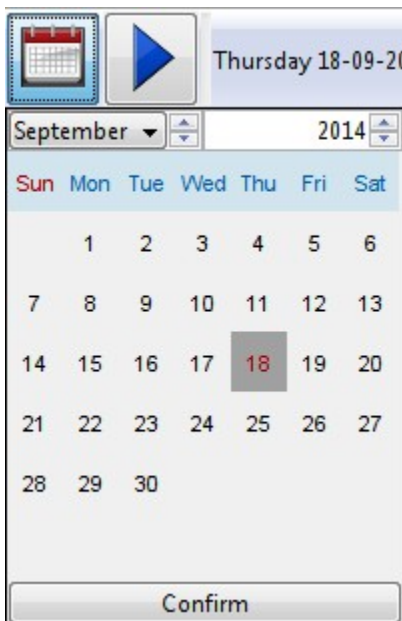 Thursday 18-09-20
September 2014
Sun Mon Tue Wed Thu Fri Sat
1 2 3 4 5 6
7 8 9 10 11 12 13
14 15 16 17 18 19 20
21 22 23 24 25 26 27
28 29 30
Confirm